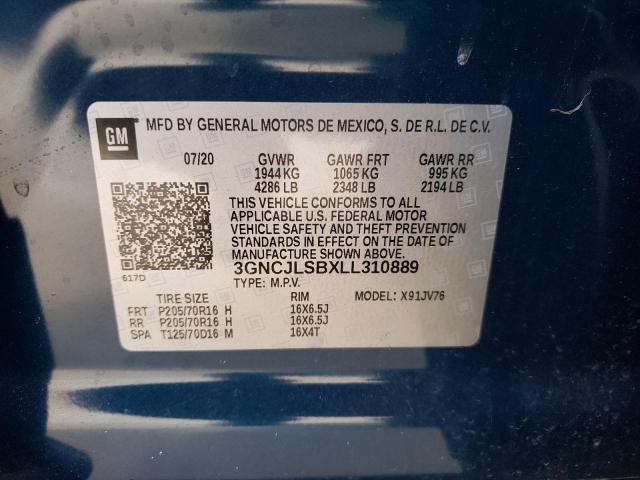 GM MFD BY GENERAL MOTORS DE MEXICO, S. DE R.L. DE C.V.
07/20 GVWR GAWR FRT GAWR RR
1944 KG 1065 KG 995 KG
4286 LB 2348 LB 2194 LB
THIS VEHICLE CONFORMS TO ALL
APPLICABLE U.S. FEDERAL MOTOR
VEHICLE SAFETY AND THEFT PREVENTION
STANDARDS IN EFFECT ON THE DATE OF
MANUFACTURE SHOWN ABOVE.
617D 3GNCJLSBXLL310889
TYPE: M.P.V.
TIRE SIZE RIM MODEL: X91JV76
FRT P205/70R16 H 16X6.5J
RR P205/70R16 H 16X6.5J
SPA T125/70D16 M 16X4T